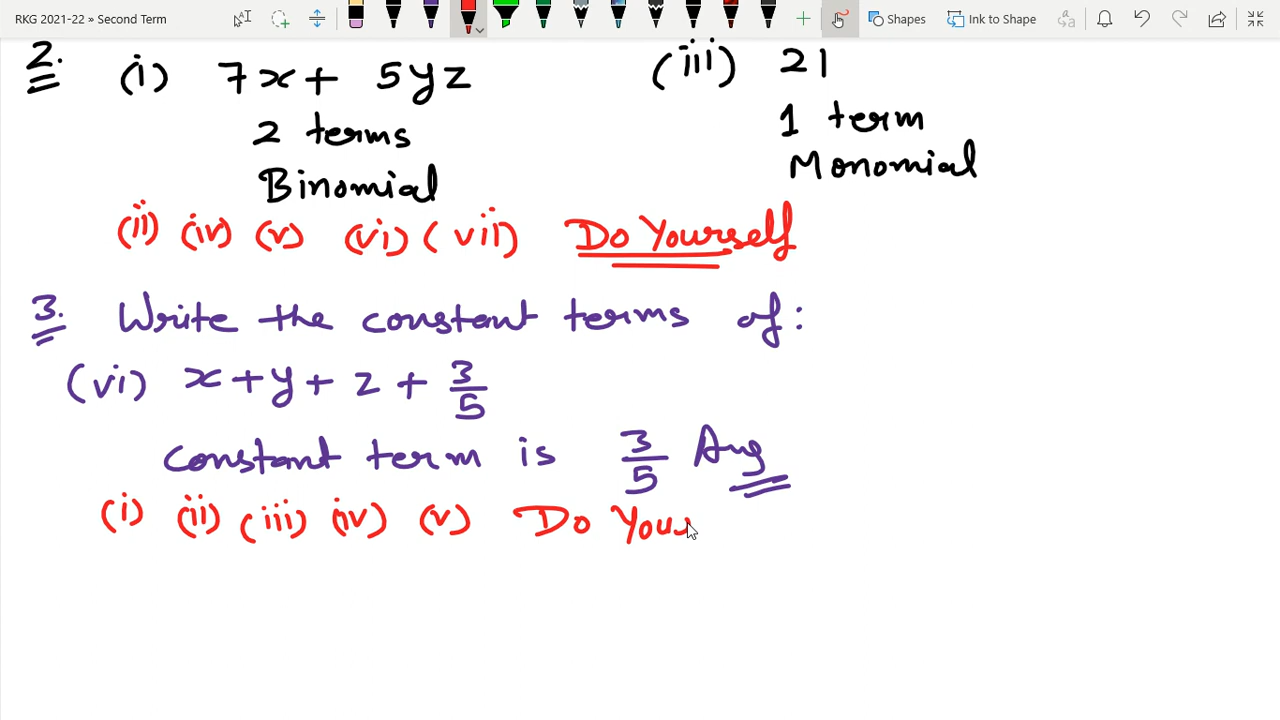 RKG 2021-22 » Second Term
Shapes
Ink to Shape
2. (i) 7x + 5yz
2 terms
Binomial
(iii) 21
1 term
Monomial
(ii) (iv) (v) (vi) (vii) Do Yourself
3. Write the constant terms of:
(vi) x + y + z + 3/5
constant term is 3/5 Ans
(i) (ii) (iii) (iv) (v) Do Your